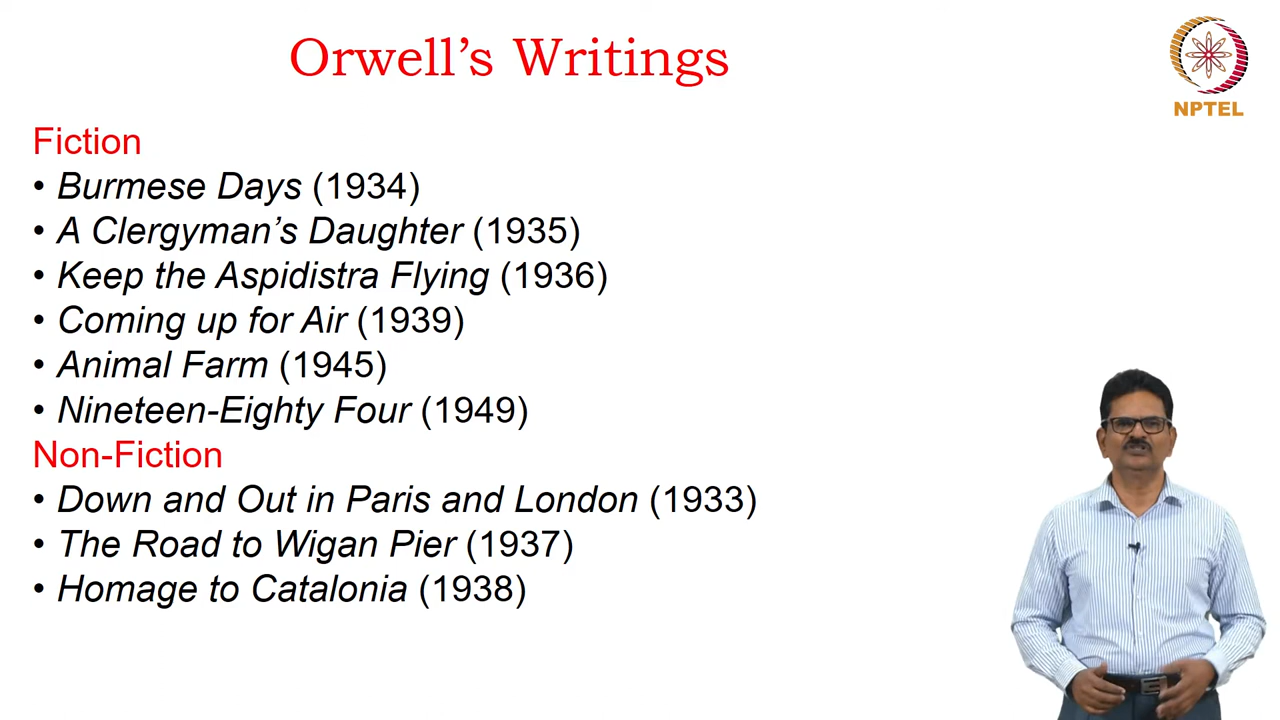 Orwell’s Writings
NPTEL
Fiction
• Burmese Days (1934)
• A Clergyman’s Daughter (1935)
• Keep the Aspidistra Flying (1936)
• Coming up for Air (1939)
• Animal Farm (1945)
• Nineteen-Eighty Four (1949)
Non-Fiction
• Down and Out in Paris and London (1933)
• The Road to Wigan Pier (1937)
• Homage to Catalonia (1938)